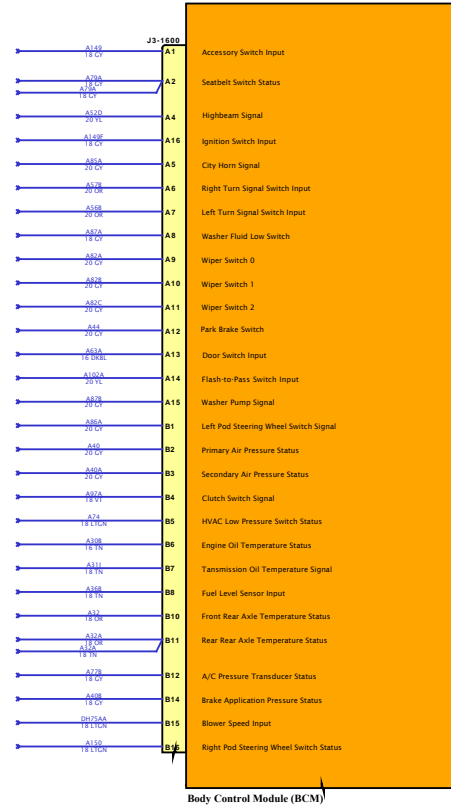 J3-1600
A149
18 GY
A1
Accessory Switch Input
A79A
18 GY
A79A
18 GY
A2
Seatbelt Switch Status
A52D
20 YL
A4
Highbeam Signal
A149F
18 GY
A16
Ignition Switch Input
A85A
20 GY
A5
City Horn Signal
A57B
20 OR
A6
Right Turn Signal Switch Input
A56B
20 OR
A7
Left Turn Signal Switch Input
A87A
18 GY
A8
Washer Fluid Low Switch
A82A
20 GY
A9
Wiper Switch 0
A82B
20 GY
A10
Wiper Switch 1
A82C
20 GY
A11
Wiper Switch 2
A44
20 GY
A12
Park Brake Switch
A63A
16 DKBL
A13
Door Switch Input
A102A
20 YL
A14
Flash-to-Pass Switch Input
A87B
20 GY
A15
Washer Pump Signal
A86A
20 GY
B1
Left Pod Steering Wheel Switch Signal
A40
20 GY
B2
Primary Air Pressure Status
A40A
20 GY
B3
Secondary Air Pressure Status
A97A
18 VT
B4
Clutch Switch Signal
A74
18 LTGN
B5
HVAC Low Pressure Switch Status
A30B
16 TN
B6
Engine Oil Temperature Status
A31J
18 TN
B7
Tansmission Oil Temperature Signal
A36B
18 TN
B8
Fuel Level Sensor Input
A32
18 OR
B10
Front Rear Axle Temperature Status
A32A
18 OR
A32A
18 TN
B11
Rear Rear Axle Temperature Status
A77B
18 GY
B12
A/C Pressure Transducer Status
A40B
18 GY
B14
Brake Application Pressure Status
DH75AA
18 LTGN
B15
Blower Speed Input
A150
18 LTGN
B16
Right Pod Steering Wheel Switch Status
Body Control Module (BCM)